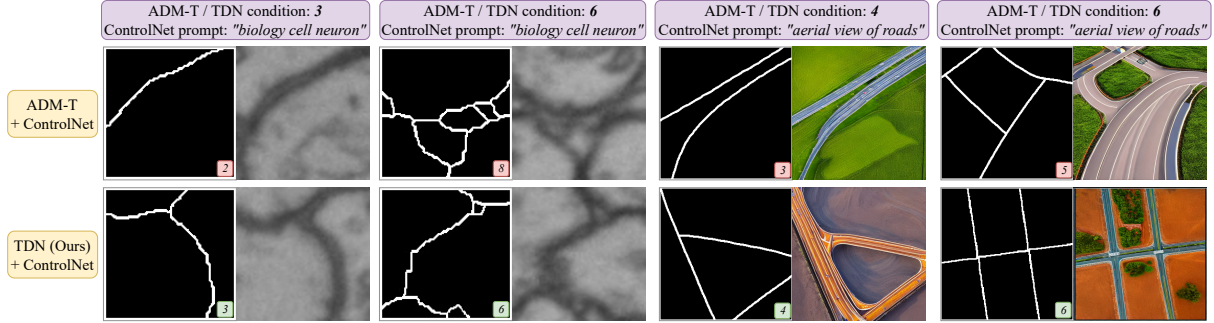 ADM-T / TDN condition: 3
ControlNet prompt: "biology cell neuron"
ADM-T / TDN condition: 6
ControlNet prompt: "biology cell neuron"
ADM-T / TDN condition: 4
ControlNet prompt: "aerial view of roads"
ADM-T / TDN condition: 6
ControlNet prompt: "aerial view of roads"
ADM-T
+ ControlNet
2
8
3
5
TDN (Ours)
+ ControlNet
3
6
4
6